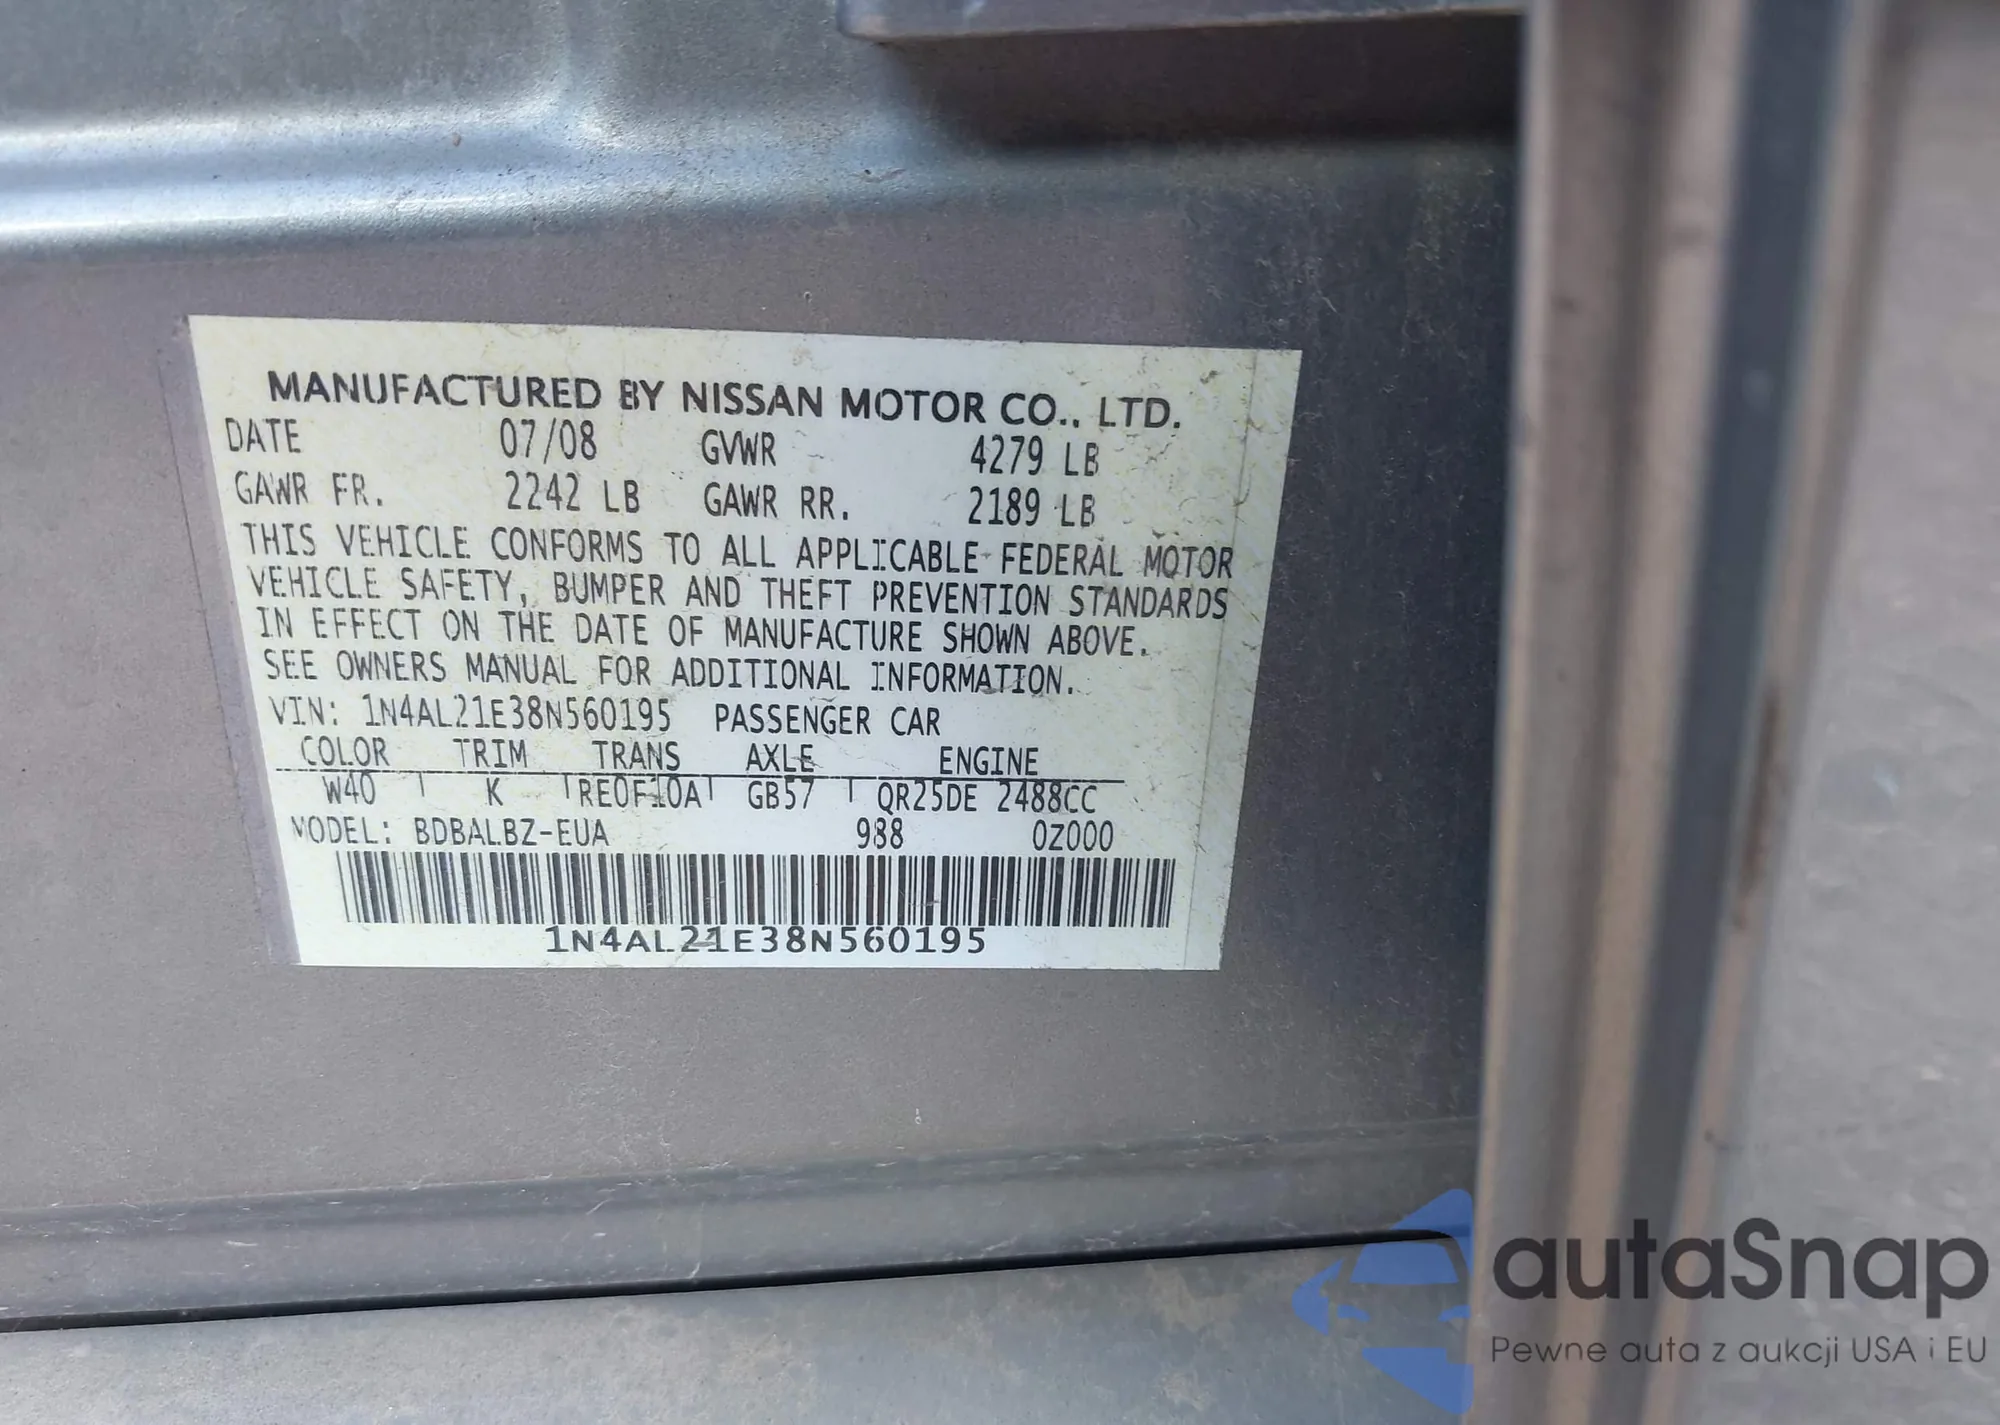 MANUFACTURED BY NISSAN MOTOR CO., LTD.
DATE 07/08 GVWR 4279 LB
GAWR FR. 2242 LB GAWR RR. 2189 LB
THIS VEHICLE CONFORMS TO ALL APPLICABLE FEDERAL MOTOR
VEHICLE SAFETY, BUMPER AND THEFT PREVENTION STANDARDS
IN EFFECT ON THE DATE OF MANUFACTURE SHOWN ABOVE.
SEE OWNERS MANUAL FOR ADDITIONAL INFORMATION.
VIN: 1N4AL21E38N560195 PASSENGER CAR
COLOR TRIM TRANS AXLE ENGINE
W40 K RE0F10A GB57 QR25DE 2488CC
MODEL: BDBALBZ-EUA 988 0Z000
1N4AL21E38N560195
autaSnap
Pewne auta z aukcji USA i EU